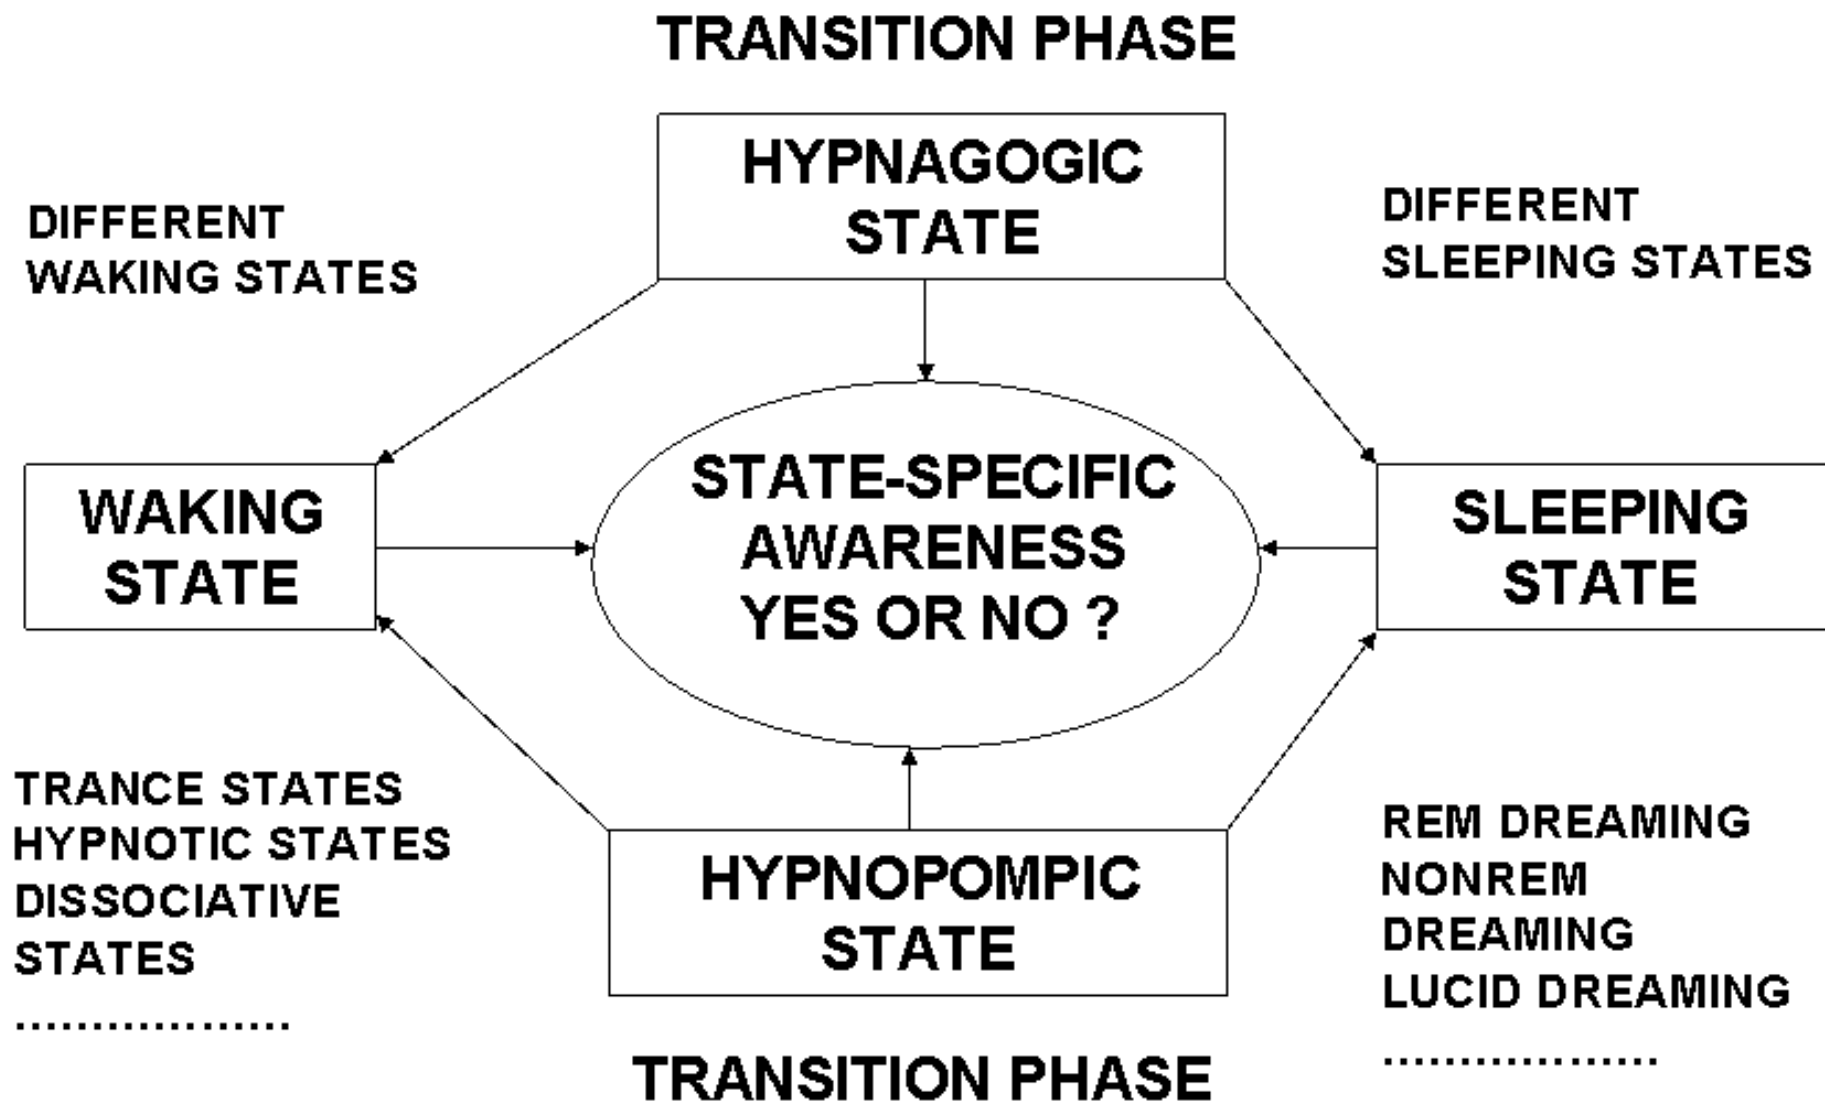 TRANSITION PHASE
HYPNAGOGIC
STATE
DIFFERENT
WAKING STATES
DIFFERENT
SLEEPING STATES
WAKING
STATE
STATE-SPECIFIC
AWARENESS
YES OR NO ?
SLEEPING
STATE
TRANCE STATES
HYPNOTIC STATES
DISSOCIATIVE
STATES
..................
HYPNOPOMPIC
STATE
REM DREAMING
NONREM
DREAMING
LUCID DREAMING
..................
TRANSITION PHASE